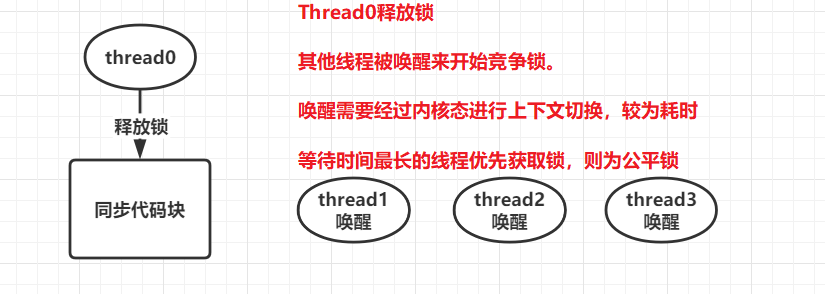 Thread0释放锁
thread0
其他线程被唤醒来开始竞争锁。
唤醒需要经过内核态进行上下文切换，较为耗时
释放锁
等待时间最长的线程优先获取锁，则为公平锁
同步代码块
thread1
唤醒
thread2
唤醒
thread3
唤醒